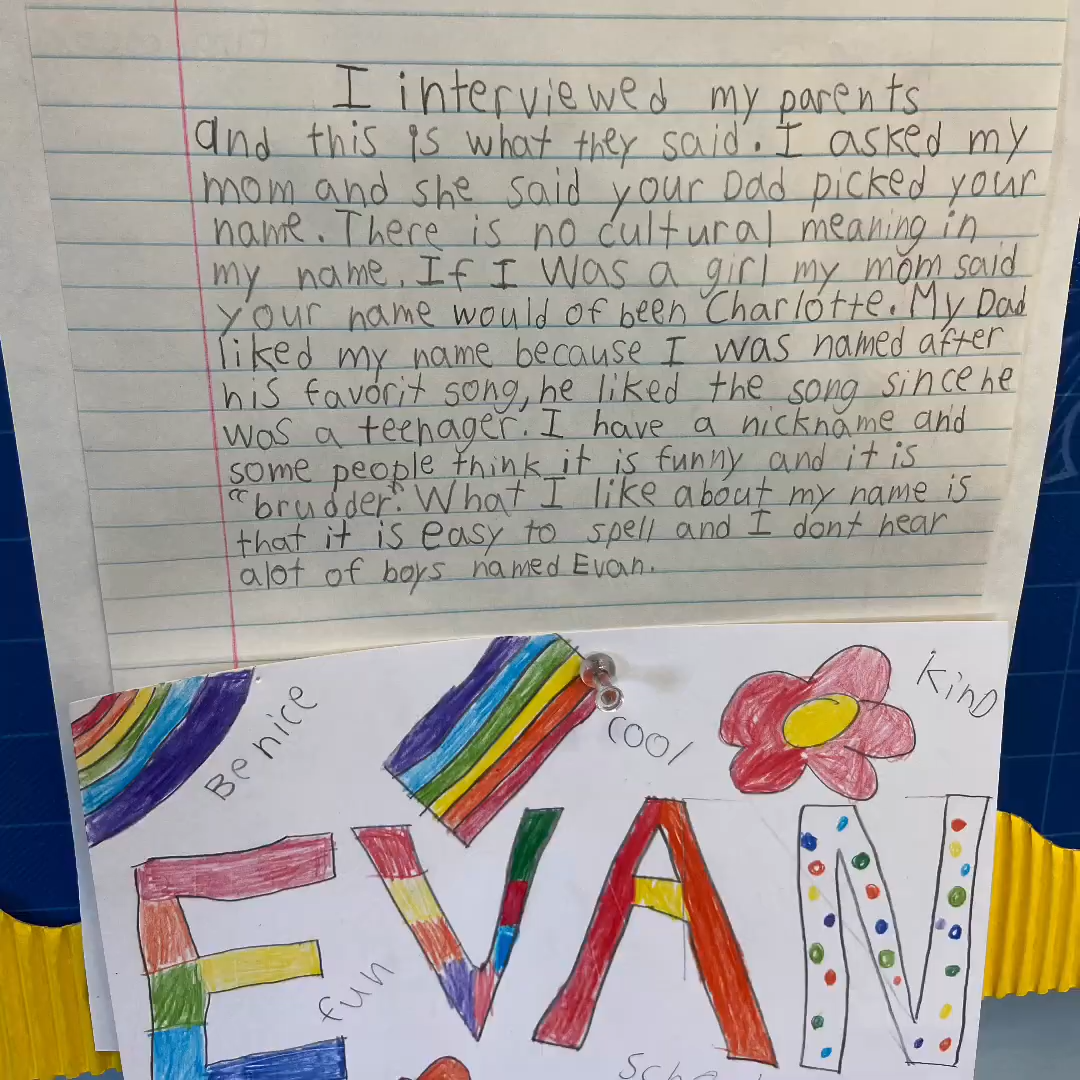 I interviewed my parents
and this is what they said. I asked my
mom and she said your Dad picked your
name. There is no cultural meaning in
my name. If I was a girl my mom said
your name would of been Charlotte. My Dad
liked my name because I was named after
his favorit song, he liked the song since he
was a teenager. I have a nickname and
some people think it is funny and it is
"brudder". What I like about my name is
that it is easy to spell and I dont hear
alot of boys named Evan.
Be nice
cool
kind
EVAN
fun